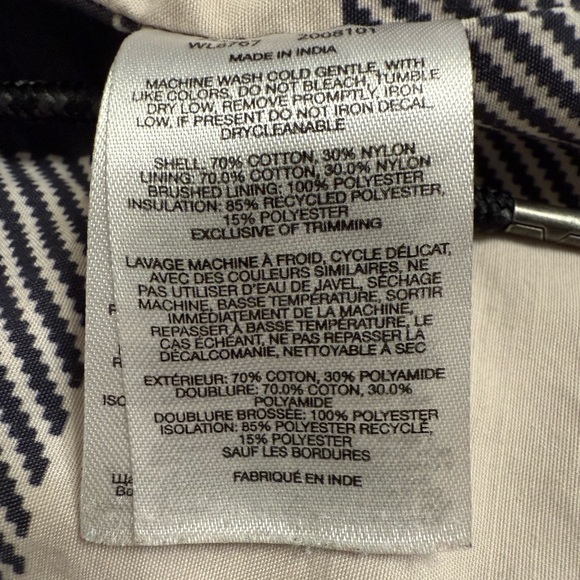 WL8767 2008101
MADE IN INDIA
MACHINE WASH COLD GENTLE, WITH
LIKE COLORS, DO NOT BLEACH, TUMBLE
DRY LOW, REMOVE PROMPTLY, IRON
LOW, IF PRESENT DO NOT IRON DECAL
DRYCLEANABLE
SHELL: 70% COTTON, 30% NYLON
LINING: 70.0% COTTON, 30.0% NYLON
BRUSHED LINING: 100% POLYESTER
INSULATION: 85% RECYCLED POLYESTER,
15% POLYESTER
EXCLUSIVE OF TRIMMING
LAVAGE MACHINE À FROID, CYCLE DÉLICAT,
AVEC DES COULEURS SIMILAIRES, NE
PAS UTILISER D'EAU DE JAVEL, SÉCHAGE
MACHINE, BASSE TEMPÉRATURE, SORTIR
IMMÉDIATEMENT DE LA MACHINE,
REPASSER À BASSE TEMPÉRATURE, LE
CAS ÉCHÉANT, NE PAS REPASSER LA
DÉCALCOMANIE, NETTOYABLE À SEC
EXTÉRIEUR: 70% COTON, 30% POLYAMIDE
DOUBLURE: 70.0% COTON, 30.0%
POLYAMIDE
DOUBLURE BROSSÉE: 100% POLYESTER
ISOLATION: 85% POLYESTER RECYCLÉ,
15% POLYESTER
SAUF LES BORDURES
FABRIQUÉ EN INDE